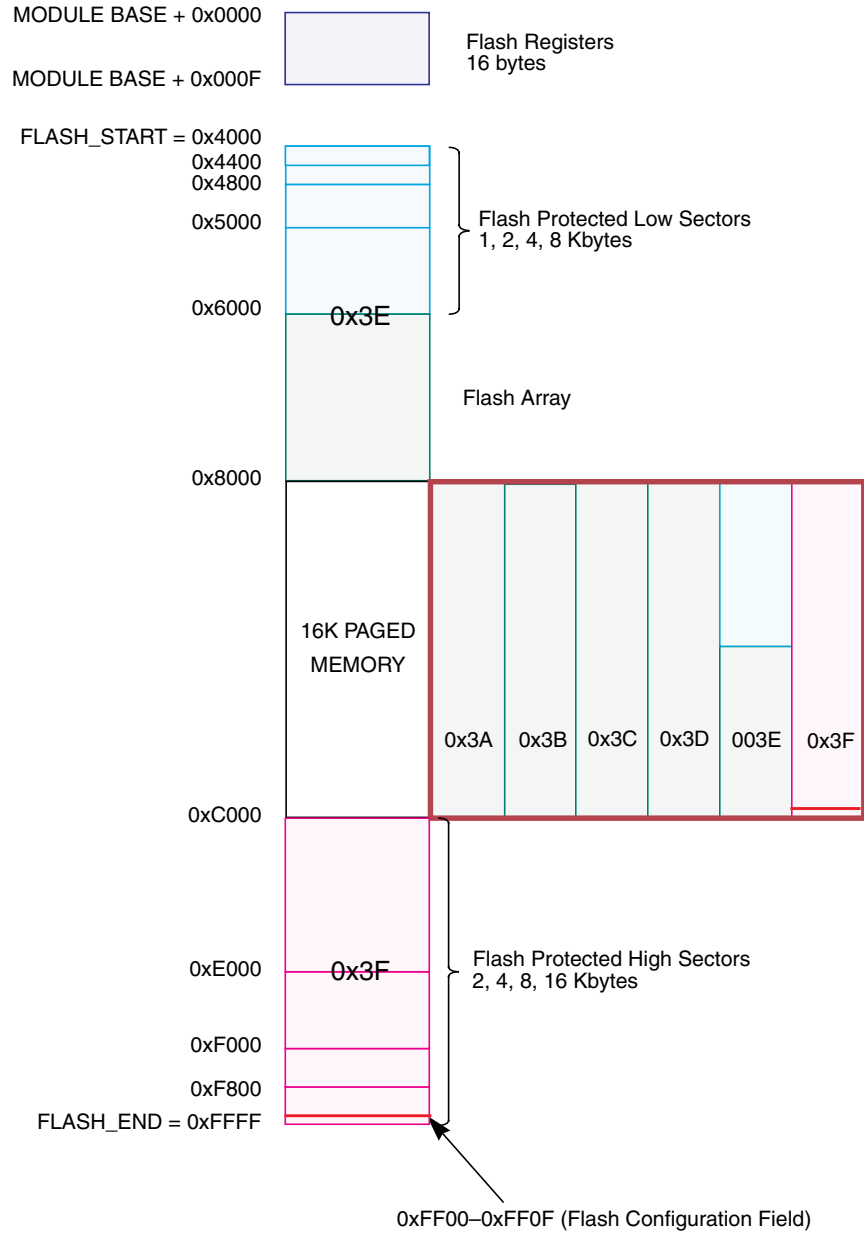 MODULE BASE + 0x0000
Flash Registers
16 bytes
MODULE BASE + 0x000F
FLASH_START = 0x4000
0x4400
0x4800
0x5000
Flash Protected Low Sectors
1, 2, 4, 8 Kbytes
0x6000
0x3E
Flash Array
0x8000
16K PAGED
MEMORY
0x3A
0x3B
0x3C
0x3D
003E
0x3F
0xC000
Flash Protected High Sectors
2, 4, 8, 16 Kbytes
0xE000
0x3F
0xF000
0xF800
FLASH_END = 0xFFFF
0xFF00–0xFF0F (Flash Configuration Field)